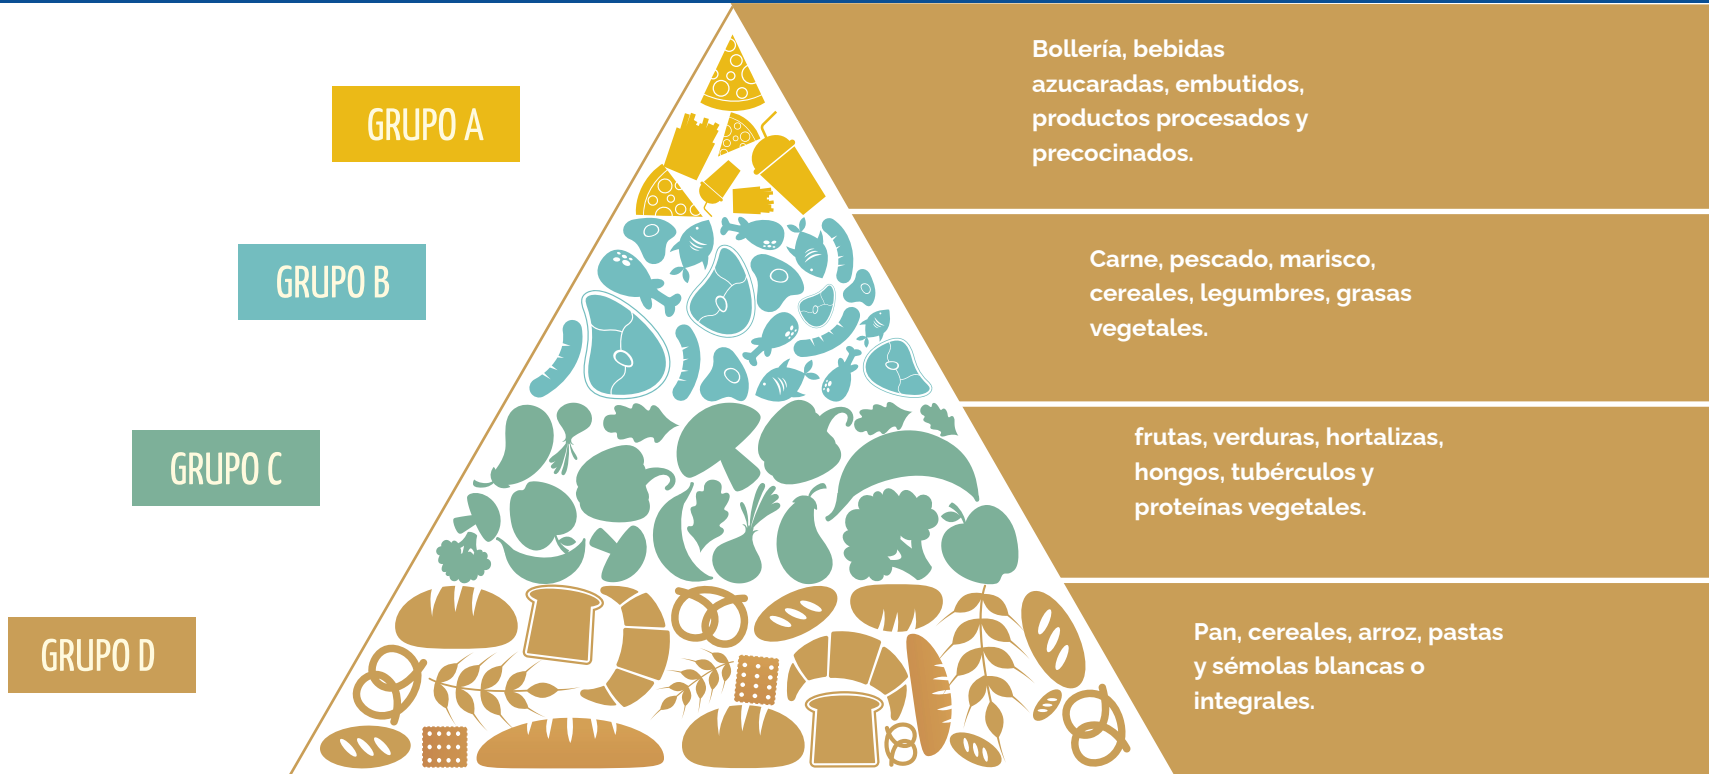 GRUPO A
Bollería, bebidas
azucaradas, embutidos,
productos procesados y
precocinados.
GRUPO B
Carne, pescado, marisco,
cereales, legumbres, grasas
vegetales.
GRUPO C
frutas, verduras, hortalizas,
hongos, tubérculos y
proteínas vegetales.
GRUPO D
Pan, cereales, arroz, pastas
y sémolas blancas o
integrales.